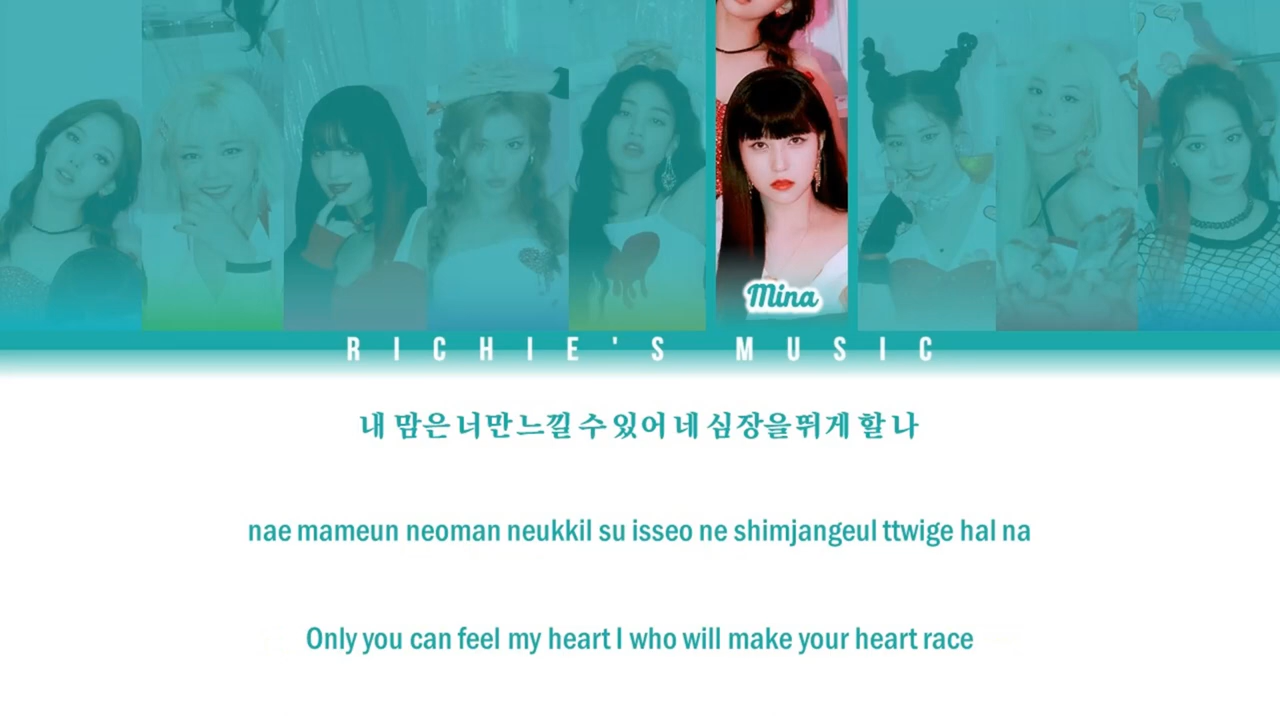 Mina
RICHIE'S MUSIC
내 맘은 너만 느낄 수 있어 네 심장을 뛰게 할 나
nae mameun neoman neukkil su isseo ne shimjangeul ttwige hal na
Only you can feel my heart I who will make your heart race